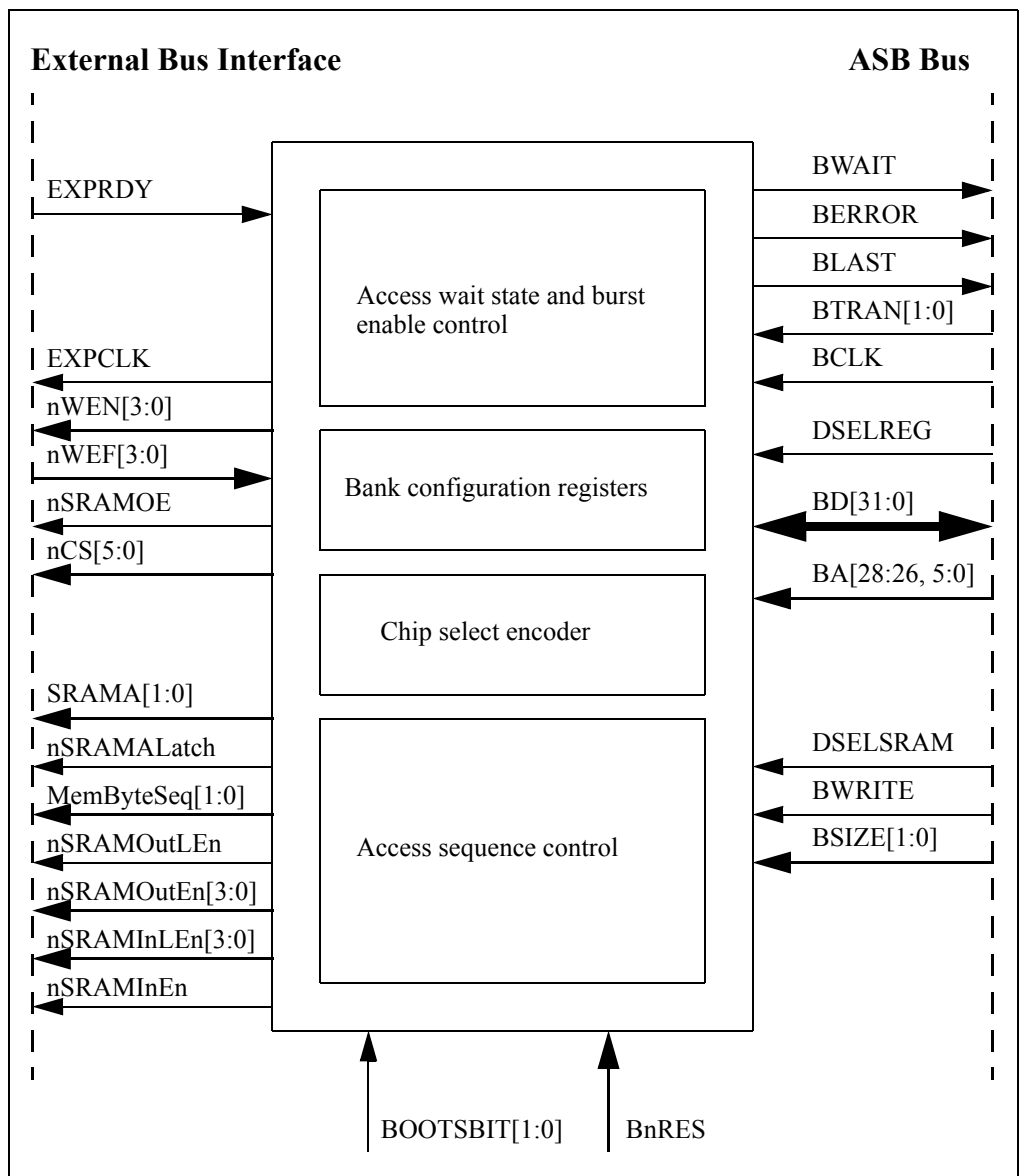 External Bus Interface
ASB Bus
EXPRDY
EXPCLK
nWEN[3:0]
nWEF[3:0]
nSRAMOE
nCS[5:0]
SRAMA[1:0]
nSRAMALatch
MemByteSeq[1:0]
nSRAMOutLEn
nSRAMOutEn[3:0]
nSRAMInLEn[3:0]
nSRAMInEn
Access wait state and burst
enable control
Bank configuration registers
Chip select encoder
Access sequence control
BWAIT
BERROR
BLAST
BTRAN[1:0]
BCLK
DSELREG
BD[31:0]
BA[28:26, 5:0]
DSELSRAM
BWRITE
BSIZE[1:0]
BOOTSBIT[1:0]
BnRES